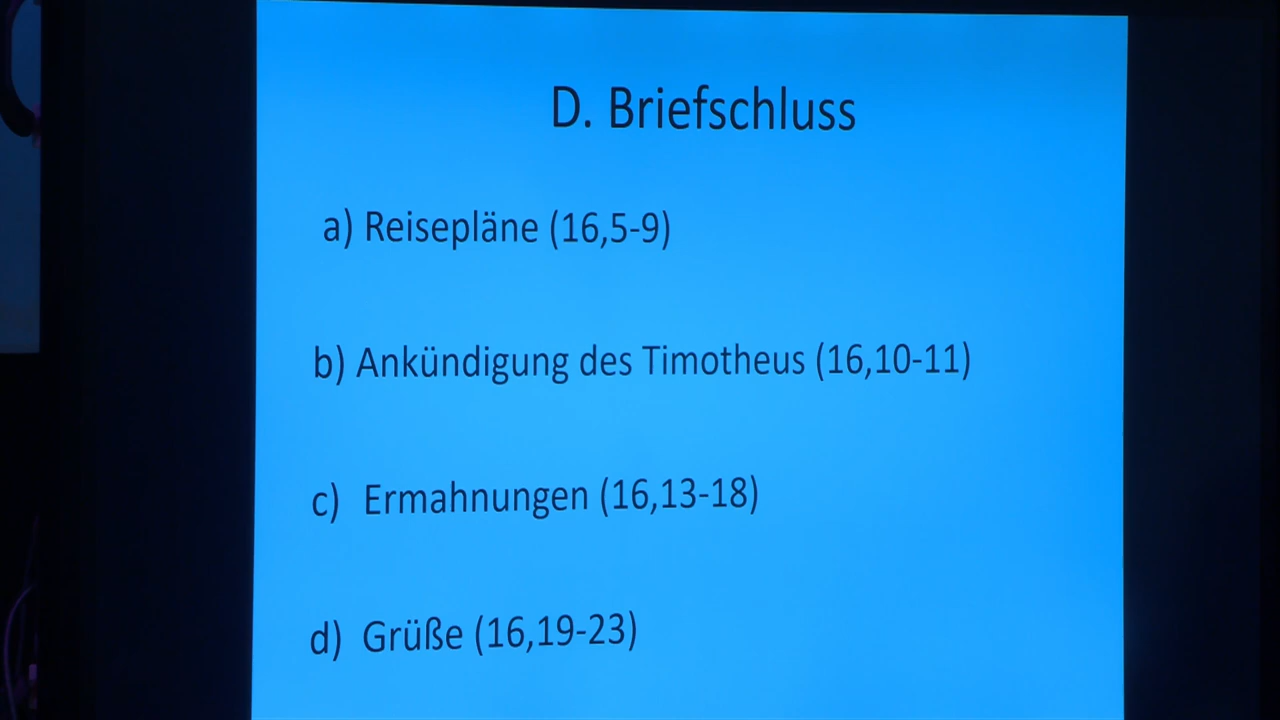 D. Briefschluss
a) Reisepläne (16,5-9)
b) Ankündigung des Timotheus (16,10-11)
c) Ermahnungen (16,13-18)
d) Grüße (16,19-23)